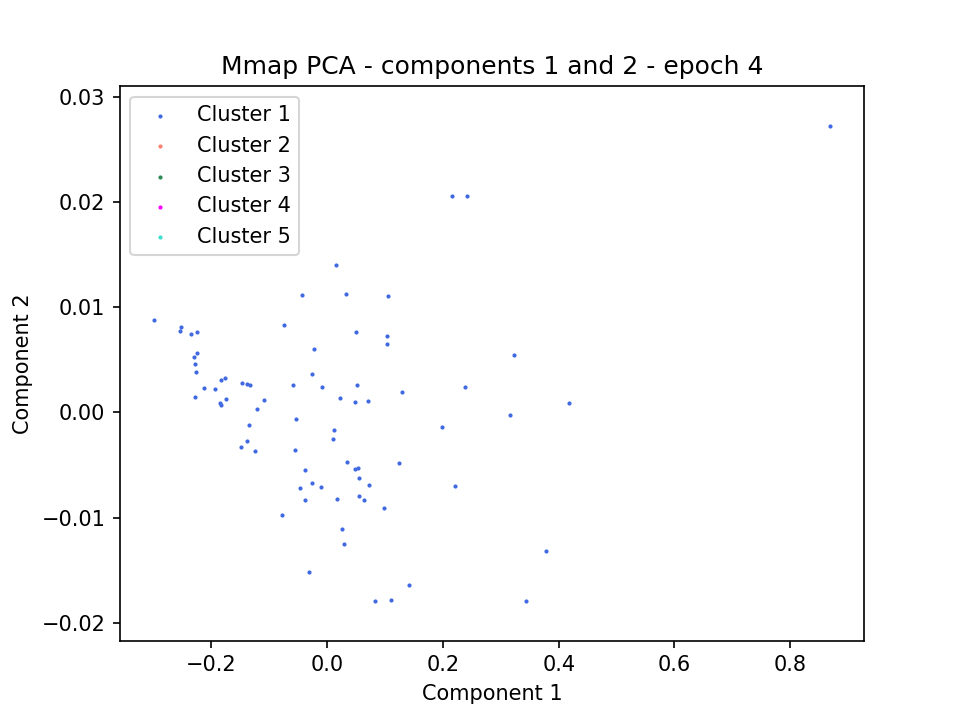 Mmap PCA - components 1 and 2 - epoch 4
0.03
0.02
0.01
0.00
−0.01
−0.02
Component 2
Cluster 1
Cluster 2
Cluster 3
Cluster 4
Cluster 5
−0.2
0.0
0.2
0.4
0.6
0.8
Component 1